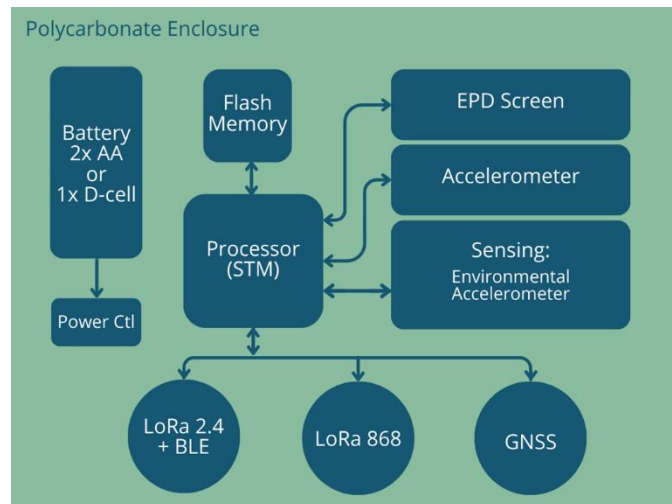 Polycarbonate Enclosure
Battery
2x AA
or
1x D-cell
Power Ctl
Flash
Memory
Processor
(STM)
EPD Screen
Accelerometer
Sensing:
Environmental
Accelerometer
LoRa 2.4
+ BLE
LoRa 868
GNSS